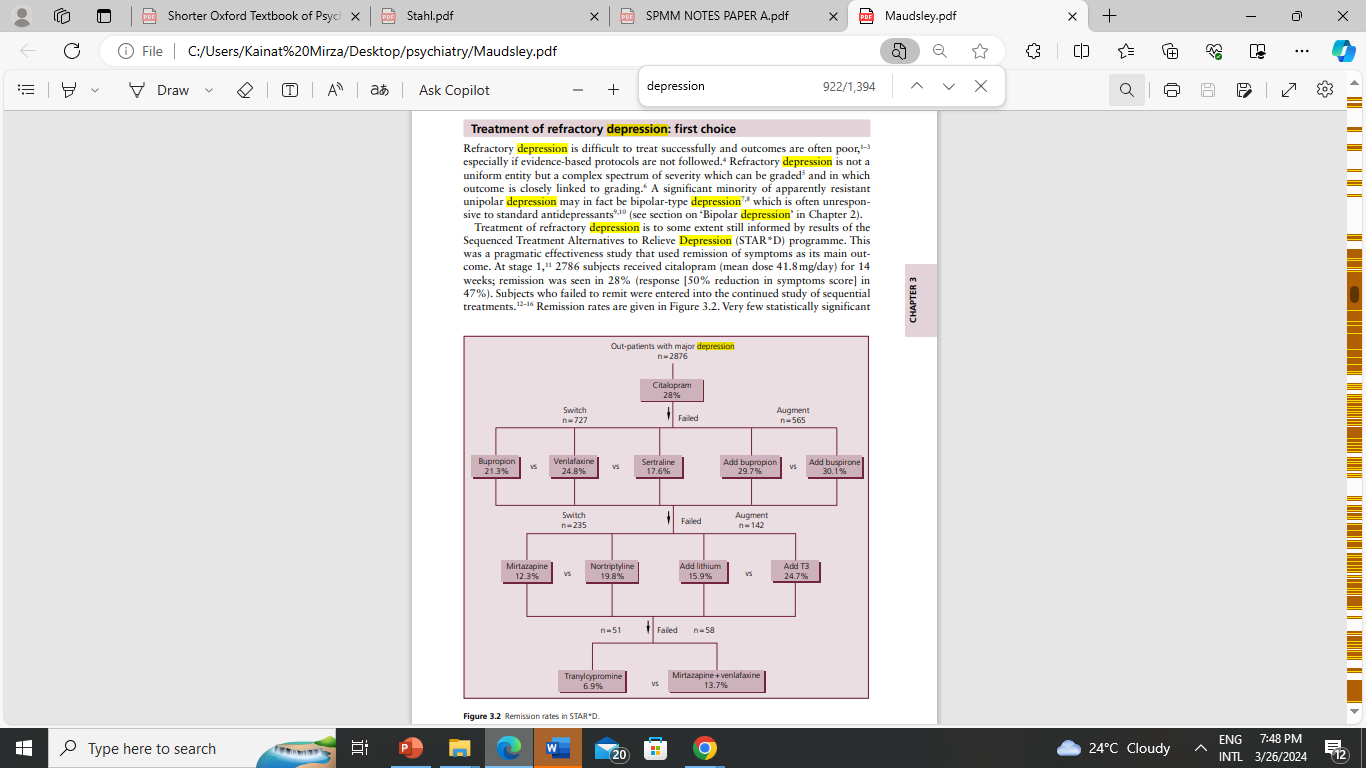 Shorter Oxford Textbook of Psyc
Stahl.pdf
SPMM NOTES PAPER A.pdf
Maudsley.pdf
File
C:/Users/Kainat%20Mirza/Desktop/psychiatry/Maudsley.pdf
Draw
Ask Copilot
depression
922/1,394
Treatment of refractory depression: first choice
Refractory depression is difficult to treat successfully and outcomes are often poor,1–3
especially if evidence-based protocols are not followed.4 Refractory depression is not a
uniform entity but a complex spectrum of severity which can be graded5 and in which
outcome is closely linked to grading.6 A significant minority of apparently resistant
unipolar depression may in fact be bipolar-type depression7,8 which is often unrespon-
sive to standard antidepressants9,10 (see section on ‘Bipolar depression’ in Chapter 2).
Treatment of refractory depression is to some extent still informed by results of the
Sequenced Treatment Alternatives to Relieve Depression (STAR*D) programme. This
was a pragmatic effectiveness study that used remission of symptoms as its main out-
come. At stage 1,11 2786 subjects received citalopram (mean dose 41.8mg/day) for 14
weeks; remission was seen in 28% (response [50% reduction in symptoms score] in
47%). Subjects who failed to remit were entered into the continued study of sequential
treatments.12–16 Remission rates are given in Figure 3.2. Very few statistically significant
CHAPTER 3
Out-patients with major depression
n=2876
Citalopram
28%
Switch
n=727
Failed
Augment
n=565
Bupropion
21.3%
vs
Venlafaxine
24.8%
vs
Sertraline
17.6%
Add bupropion
29.7%
vs
Add buspirone
30.1%
Switch
n=235
Failed
Augment
n=142
Mirtazapine
12.3%
vs
Nortriptyline
19.8%
Add lithium
15.9%
vs
Add T3
24.7%
n=51
Failed
n=58
Tranylcypromine
6.9%
vs
Mirtazapine+venlafaxine
13.7%
Figure 3.2 Remission rates in STAR*D.
Type here to search
20
24°C Cloudy
ENG
INTL
7:48 PM
3/26/2024
12